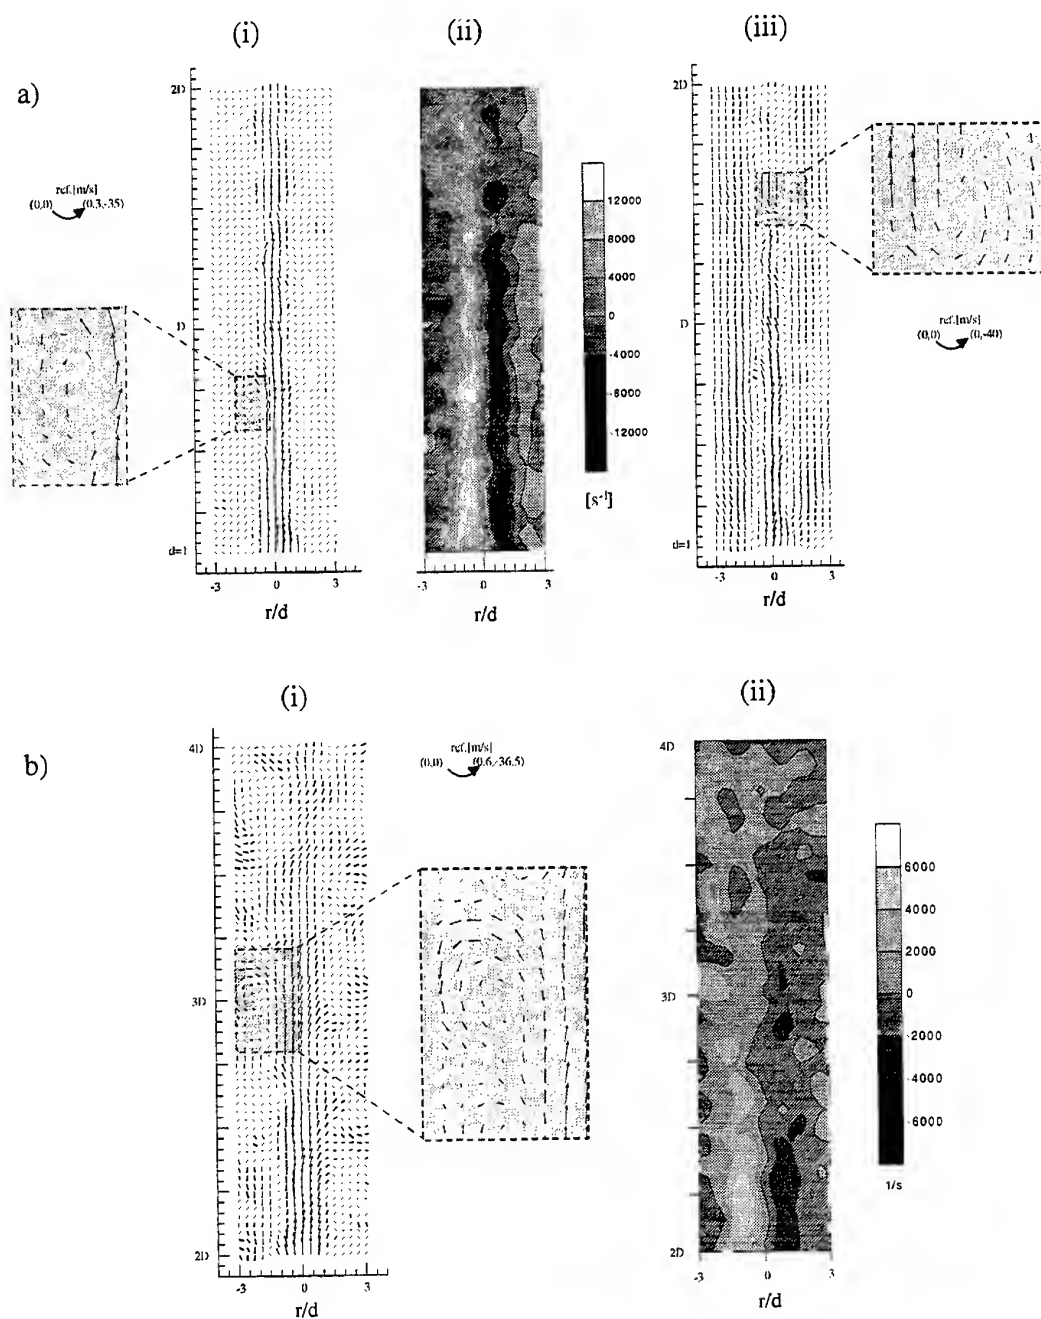 (i)
(ii)
(iii)
a)
2D
D
d=1
-3
0
3
r/d
ref.[m/s]
(0,0) (0.3,-35)
-3
0
3
r/d
12000
8000
4000
0
-4000
-8000
-12000
[s⁻¹]
2D
D
d=1
-3
0
3
r/d
ref.[m/s]
(0,0) (0,-40)
(i)
(ii)
b)
4D
3D
2D
-3
0
3
r/d
ref.[m/s]
(0,0) (0.6,-36.5)
4D
3D
2D
-3
0
3
r/d
6000
4000
2000
0
-2000
-4000
-6000
1/s